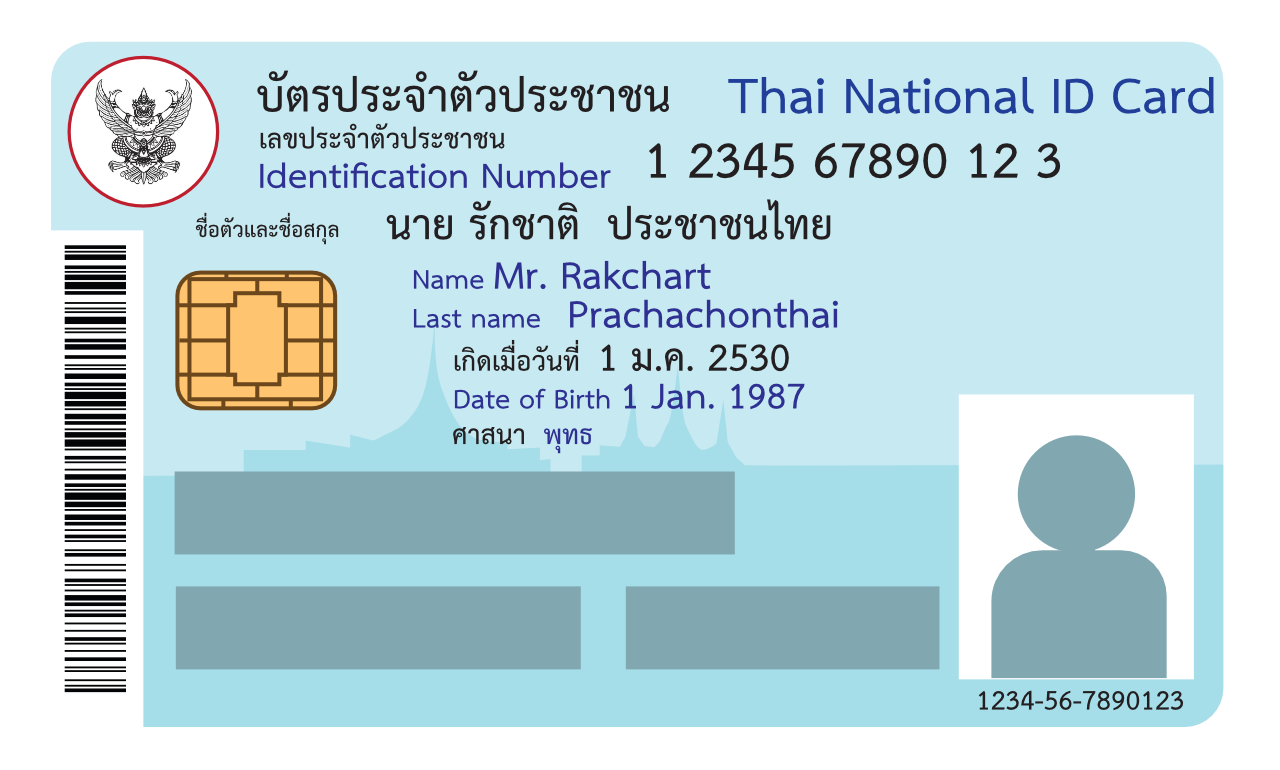 บัตรประจำตัวประชาชน Thai National ID Card
เลขประจำตัวประชาชน
Identification Number 1 2345 67890 12 3
ชื่อตัวและชื่อสกุล นาย รักชาติ ประชาชนไทย
Name Mr. Rakchart
Last name Prachachonthai
เกิดเมื่อวันที่ 1 ม.ค. 2530
Date of Birth 1 Jan. 1987
ศาสนา พุทธ
1234-56-7890123